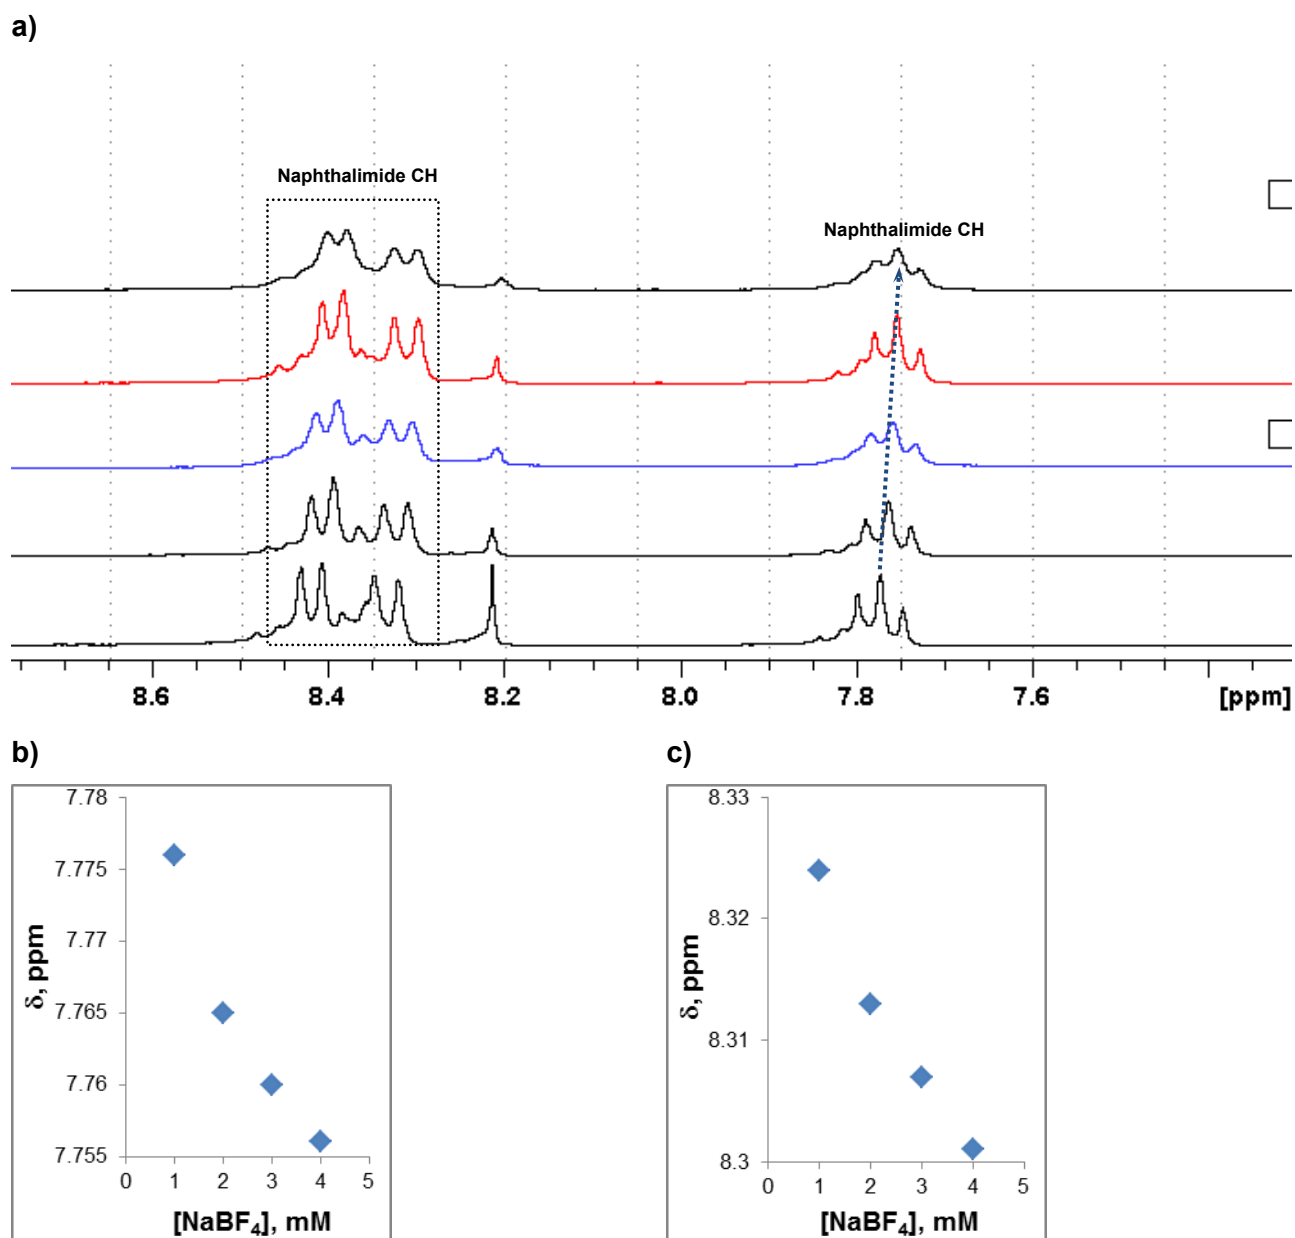 a)
Naphthalimide CH
Naphthalimide CH
8.6 8.4 8.2 8.0 7.8 7.6 [ppm]
b)
c)
7.78
7.775
7.77
7.765
7.76
7.755
δ, ppm
0 1 2 3 4 5
[NaBF4], mM
8.33
8.32
8.31
8.3
δ, ppm
0 1 2 3 4 5
[NaBF4], mM